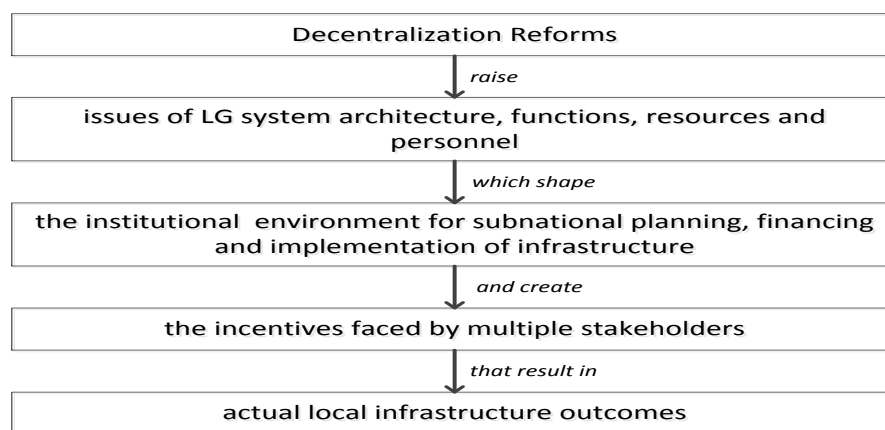 Decentralization Reforms
raise
issues of LG system architecture, functions, resources and
personnel
which shape
the institutional environment for subnational planning, financing
and implementation of infrastructure
and create
the incentives faced by multiple stakeholders
that result in
actual local infrastructure outcomes